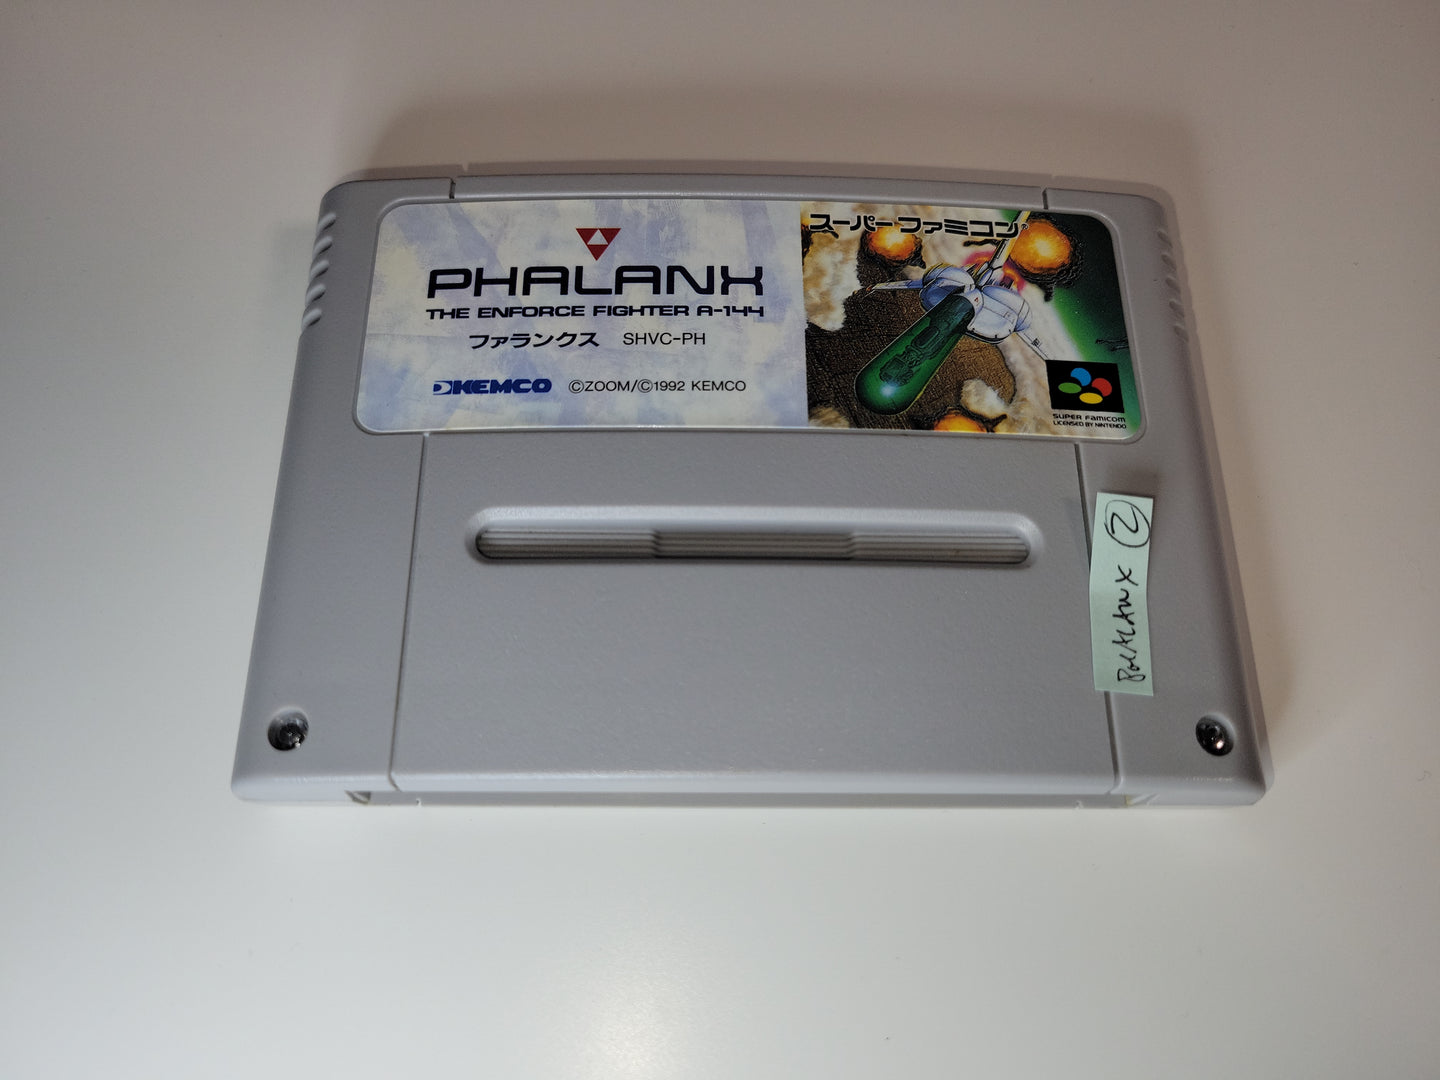 PHALANX
THE ENFORCE FIGHTER A-144
ファランクス SHVC-PH
KEMCO ©ZOOM/©1992 KEMCO
スーパーファミコン®
SUPER FAMICOM
LICENSED BY NINTENDO
PHALANX ②